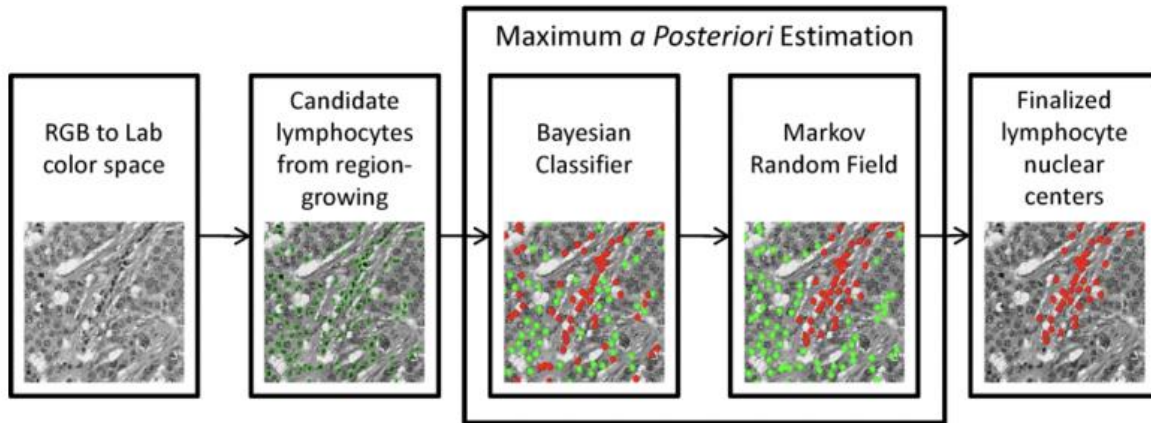 Maximum a Posteriori Estimation
RGB to Lab
color space
Candidate
lymphocytes
from region-
growing
Bayesian
Classifier
Markov
Random Field
Finalized
lymphocyte
nuclear
centers